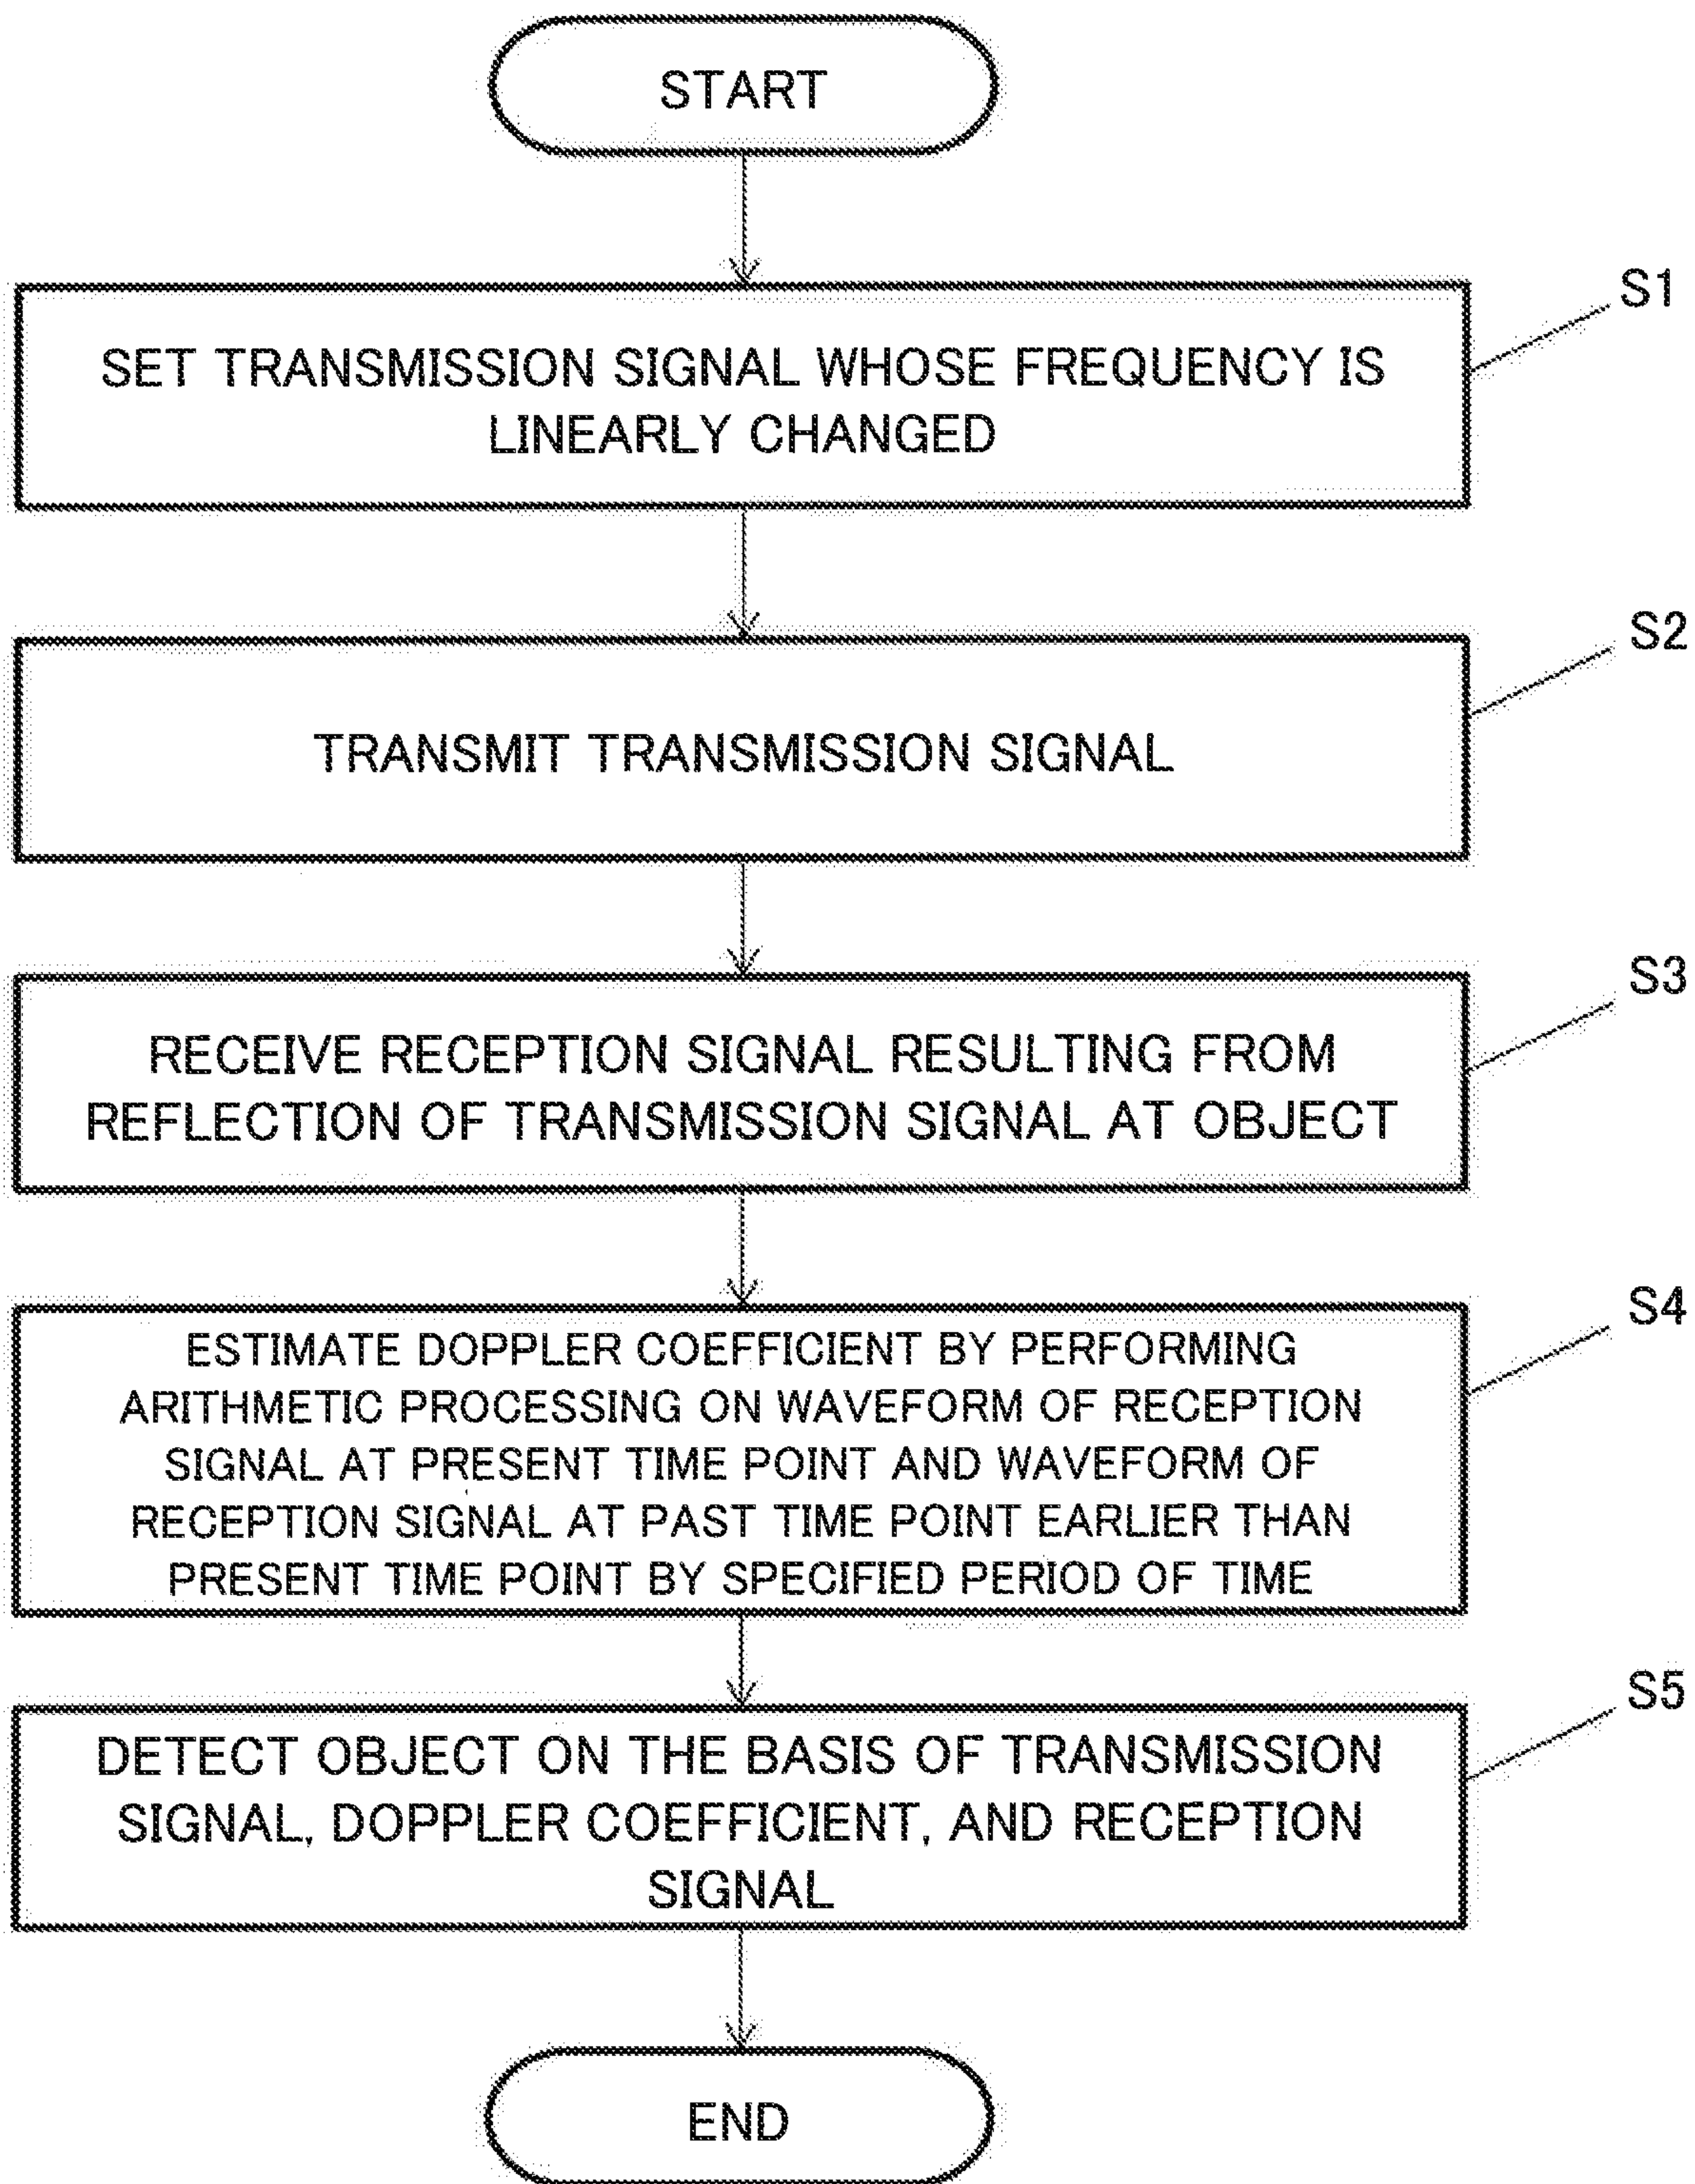 START
S1
SET TRANSMISSION SIGNAL WHOSE FREQUENCY IS
LINEARLY CHANGED
S2
TRANSMIT TRANSMISSION SIGNAL
S3
RECEIVE RECEPTION SIGNAL RESULTING FROM
REFLECTION OF TRANSMISSION SIGNAL AT OBJECT
S4
ESTIMATE DOPPLER COEFFICIENT BY PERFORMING
ARITHMETIC PROCESSING ON WAVEFORM OF RECEPTION
SIGNAL AT PRESENT TIME POINT AND WAVEFORM OF
RECEPTION SIGNAL AT PAST TIME POINT EARLIER THAN
PRESENT TIME POINT BY SPECIFIED PERIOD OF TIME
S5
DETECT OBJECT ON THE BASIS OF TRANSMISSION
SIGNAL, DOPPLER COEFFICIENT, AND RECEPTION
SIGNAL
END